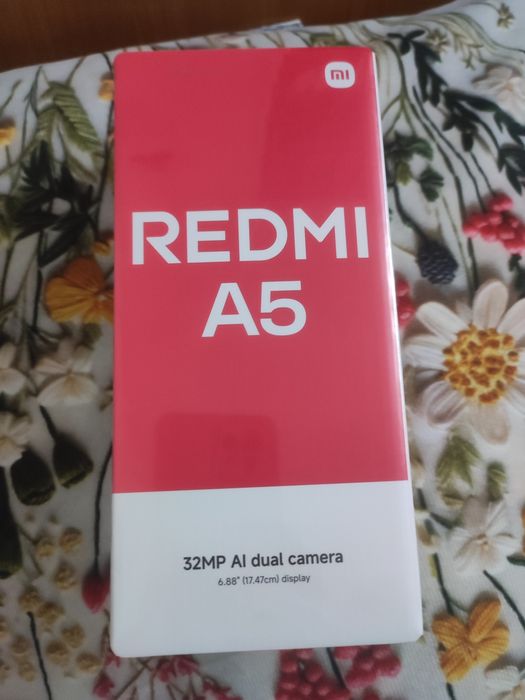 mi
REDMI
A5
32MP AI dual camera
6.88" (17.47cm) display